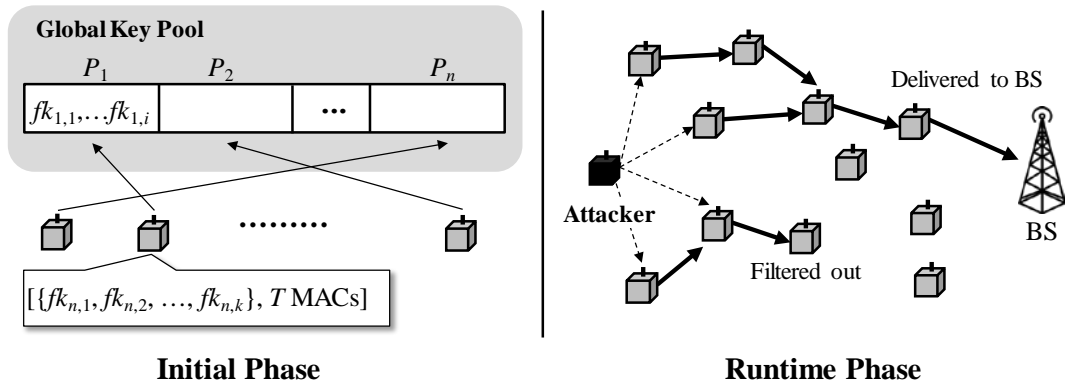 Global Key Pool
P1 P2 Pn
fk1,1,…fk1,i ...
.........
[{fkn,1, fkn,2, …, fkn,k}, T MACs]
Initial Phase
Delivered to BS
Attacker
BS
Filtered out
Runtime Phase